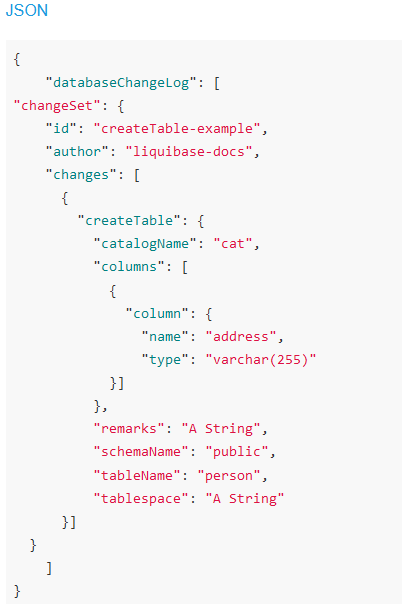 JSON
{
    "databaseChangeLog": [
"changeSet": {
    "id": "createTable-example",
    "author": "liquibase-docs",
    "changes": [
      {
        "createTable": {
          "catalogName": "cat",
          "columns": [
            {
              "column": {
                "name": "address",
                "type": "varchar(255)"
            }]
          },
          "remarks": "A String",
          "schemaName": "public",
          "tableName": "person",
          "tablespace": "A String"
      }]
  }
    ]
}